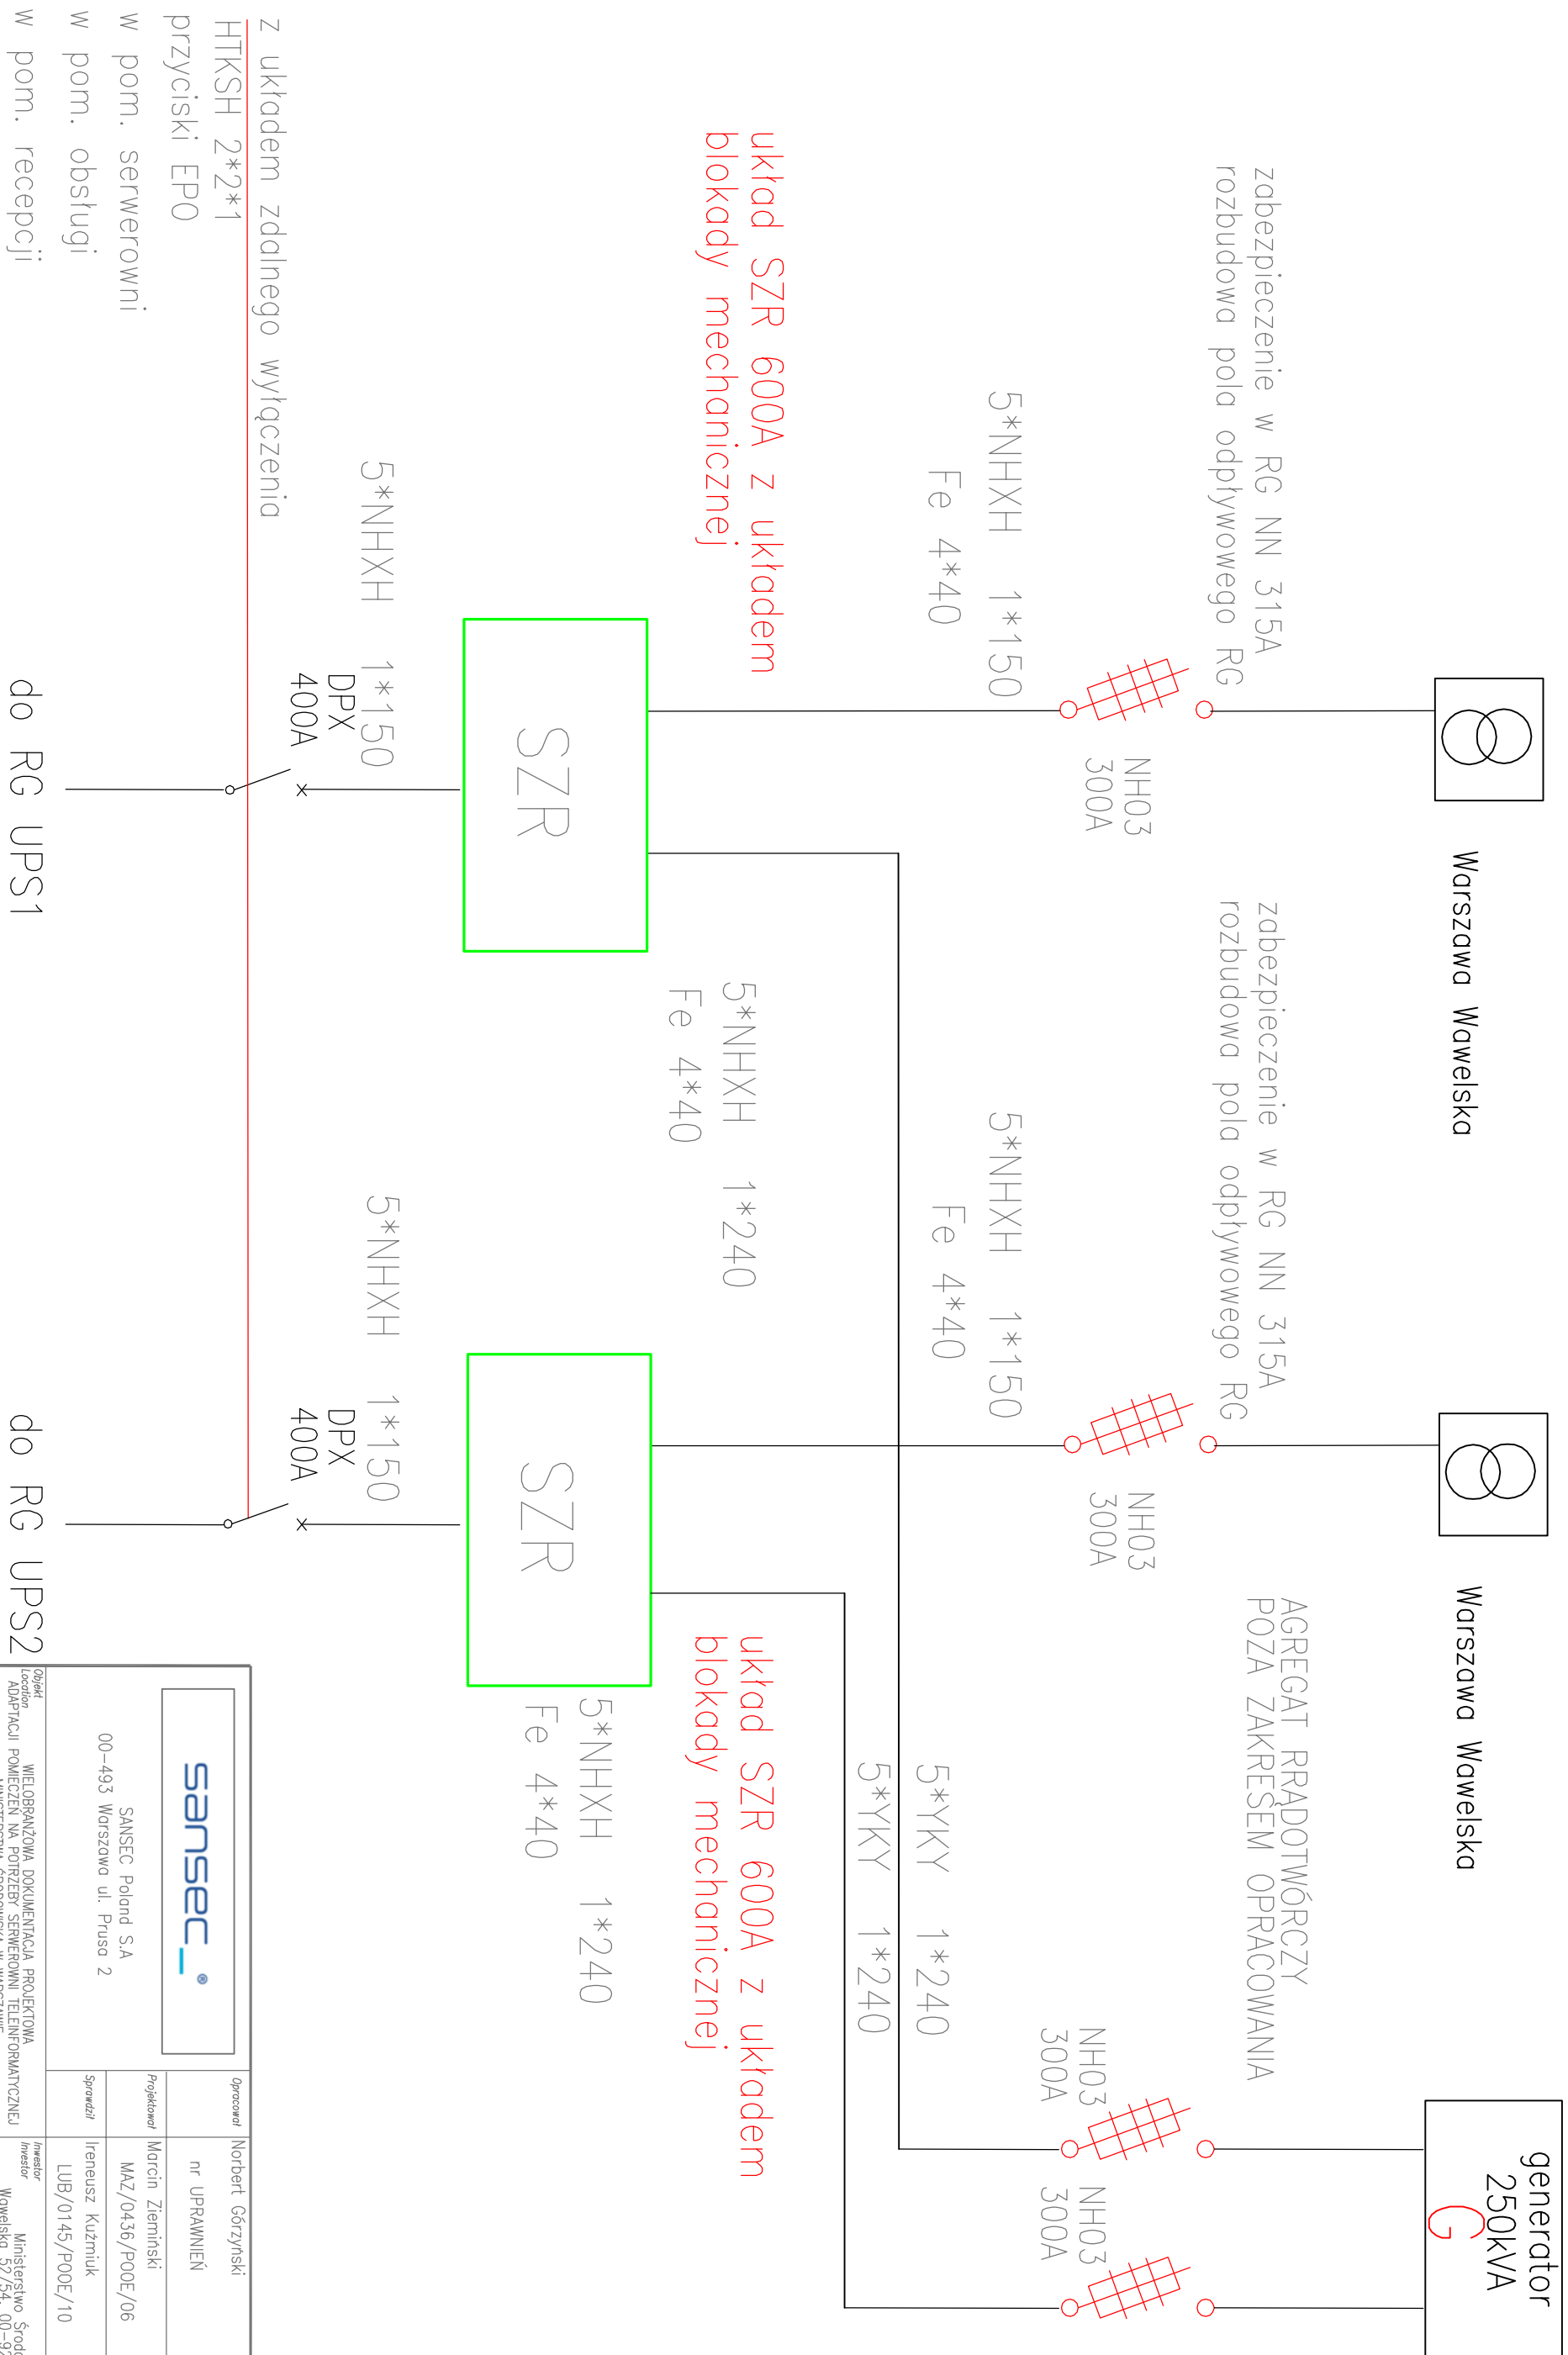 Warszawa Wawelska
zabezpieczenie w RG NN 315A
rozbudowa pola odpływowego RG
NH03
300A
5*NHXH 1*150
Fe 4*40
układ SZR 600A z układem
blokady mechanicznej
SZR
5*NHXH 1*240
Fe 4*40
5*NHXH 1*150
DPX
400A
z układem zdalnego wyłączenia
HTKSH 2*2*1
przyciski EPO
w pom. serwerowni
w pom. obsługi
w pom. recepcji
do RG UPS1
Warszawa Wawelska
zabezpieczenie w RG NN 315A
rozbudowa pola odpływowego RG
NH03
300A
5*NHXH 1*150
Fe 4*40
SZR
układ SZR 600A z układem
blokady mechanicznej
5*NHXH 1*240
Fe 4*40
5*NHXH 1*150
DPX
400A
do RG UPS2
generator
250kVA
G
AGREGAT PRĄDOTWÓRCZY
POZA ZAKRESEM OPRACOWANIA
NH03
300A
NH03
300A
5*YKY 1*240
5*YKY 1*240
sansec_®
SANSEC Poland S.A
00-493 Warszawa ul. Prusa 2
Opracował
Norbert Górzyński
nr UPRAWNIEŃ
Projektował
Marcin Ziemiński
MAZ/0436/POOE/06
Sprawdził
Ireneusz Kuźmiuk
LUB/0145/POOE/10
Objekt
Location
WIELOBRANŻOWA DOKUMENTACJA PROJEKTOWA
ADAPTACJI POMIECZEŃ NA POTRZEBY SERWEROWNI TELEINFORMATYCZNEJ
Inwestor
Investor
Ministerstwo
Wawelska 52/54,